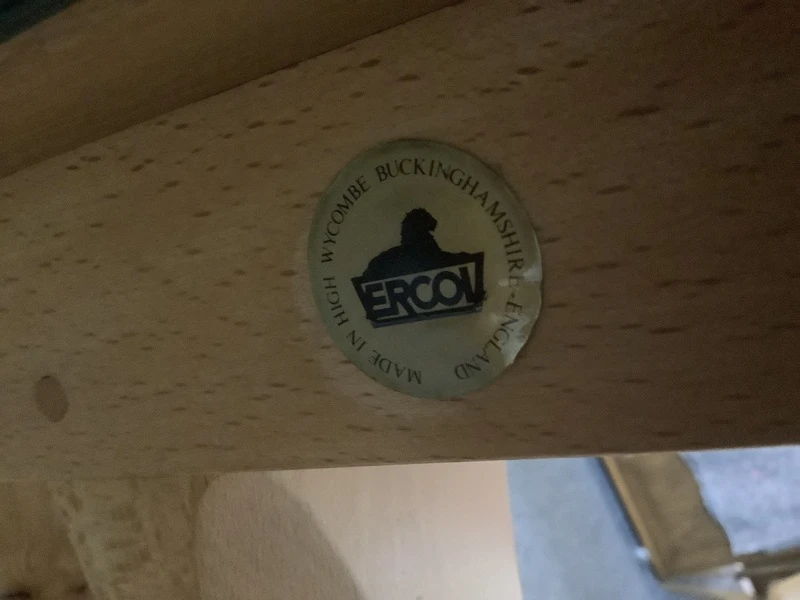 MADE IN HIGH WYCOMBE BUCKINGHAMSHIRE - ENGLAND
ERCOL